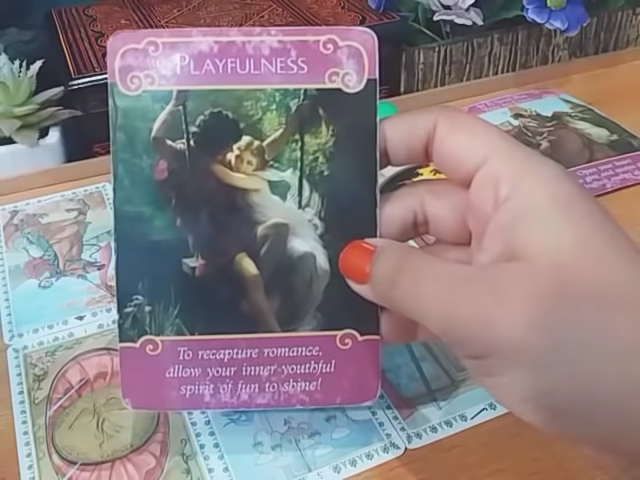 PLAYFULNESS
To recapture romance,
allow your inner youthful
spirit of fun to shine!